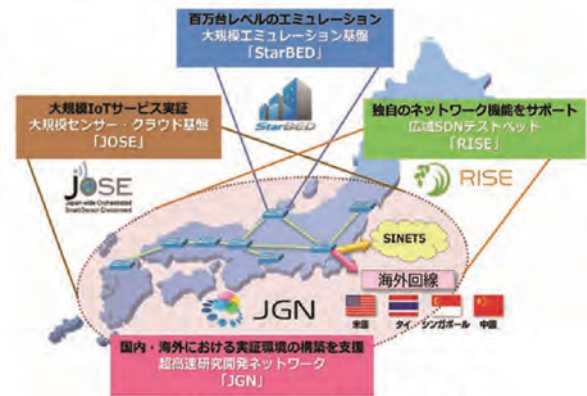 百万台レベルのエミュレーション
大規模エミュレーション基盤
「StarBED」
大規模IoTサービス実証
大規模センサー・クラウド基盤
「JOSE」
独自のネットワーク機能をサポート
広域SDNテストベッド
「RISE」
StarBED
JOSE
Japan-wide Orchestrated
Smart/Sensor Environment
RISE
SINET5
海外回線
JGN
米国
タイ
シンガポール
中国
国内・海外における実証環境の構築を支援
超高速研究開発ネットワーク
「JGN」